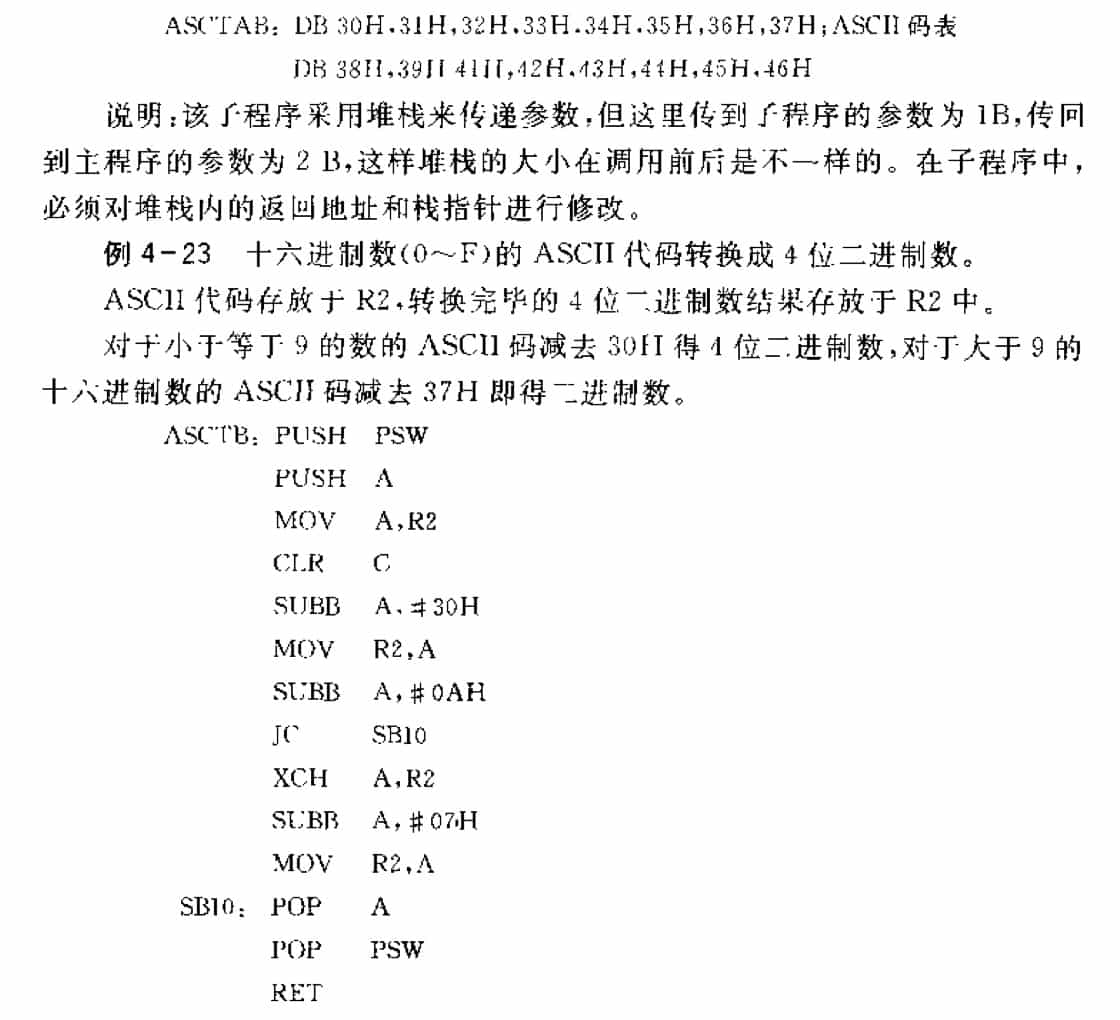 ASCTAB: DB 30H,31H,32H,33H,34H,35H,36H,37H;ASCII 码表
DB 38H,39H 41H,42H,43H,44H,45H,46H
说明:该子程序采用堆栈来传递参数,但这里传到子程序的参数为 1B,传回
到主程序的参数为 2 B,这样堆栈的大小在调用前后是不一样的。在子程序中,
必须对堆栈内的返回地址和栈指针进行修改。
例 4-23 十六进制数(0～F)的 ASCII 代码转换成 4 位二进制数。
ASCII 代码存放于 R2,转换完毕的 4 位二进制数结果存放于 R2 中。
对于小于等于 9 的数的 ASCII 码减去 30H 得 4 位二进制数,对于大于 9 的
十六进制数的 ASCII 码减去 37H 即得二进制数。
ASCTB: PUSH PSW
PUSH A
MOV A,R2
CLR C
SUBB A,#30H
MOV R2,A
SUBB A,#0AH
JC SB10
XCH A,R2
SUBB A,#07H
MOV R2,A
SB10: POP A
POP PSW
RET